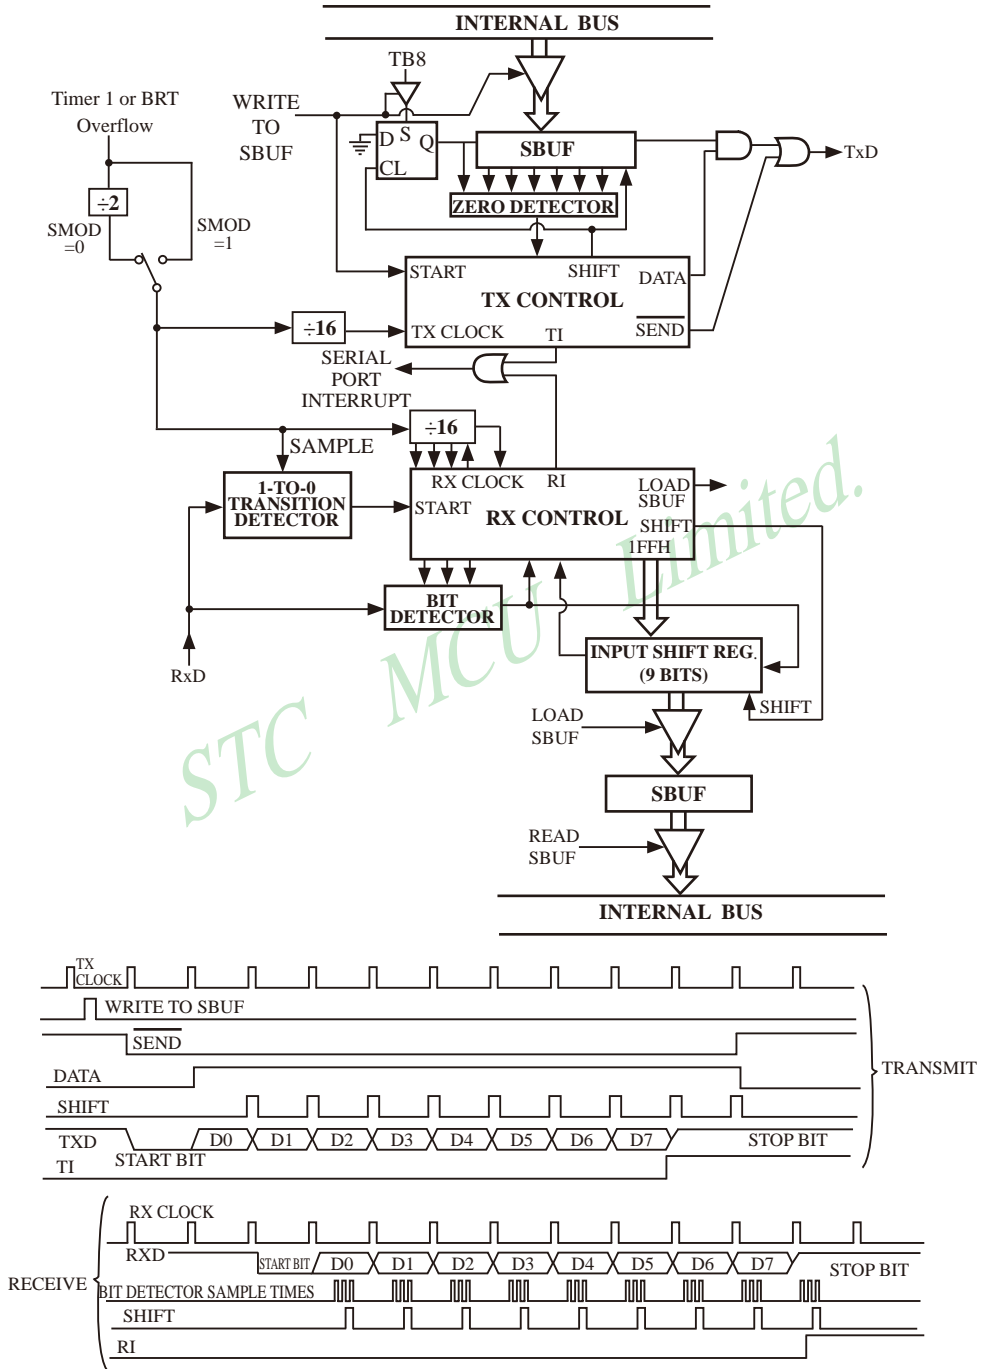 INTERNAL BUS
TB8
Timer 1 or BRT
Overflow
WRITE
TO
SBUF
D S Q
CL
SBUF
TxD
÷2
ZERO DETECTOR
SMOD
=0
SMOD
=1
START
SHIFT
DATA
TX CONTROL
÷16
TX CLOCK
TI
SEND
SERIAL
PORT
INTERRUPT
÷16
SAMPLE
1-TO-0
TRANSITION
DETECTOR
RX CLOCK
RI
LOAD
SBUF
START
RX CONTROL
SHIFT
1FFH
BIT
DETECTOR
RxD
INPUT SHIFT REG.
(9 BITS)
SHIFT
LOAD
SBUF
SBUF
READ
SBUF
INTERNAL BUS
STC MCU Limited.
TX
CLOCK
WRITE TO SBUF
SEND
DATA
TRANSMIT
SHIFT
TXD
START BIT
D0 D1 D2 D3 D4 D5 D6 D7
STOP BIT
TI
RX CLOCK
RXD
START BIT
D0 D1 D2 D3 D4 D5 D6 D7
STOP BIT
RECEIVE
BIT DETECTOR SAMPLE TIMES
SHIFT
RI